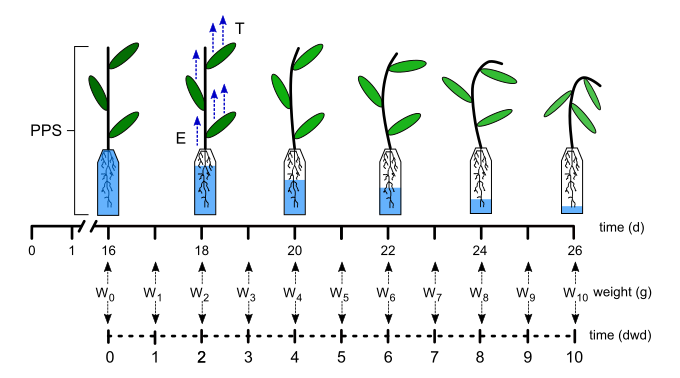 T
PPS
E
time (d)
0 1 16 18 20 22 24 26
W0 W1 W2 W3 W4 W5 W6 W7 W8 W9 W10 weight (g)
time (dwd)
0 1 2 3 4 5 6 7 8 9 10